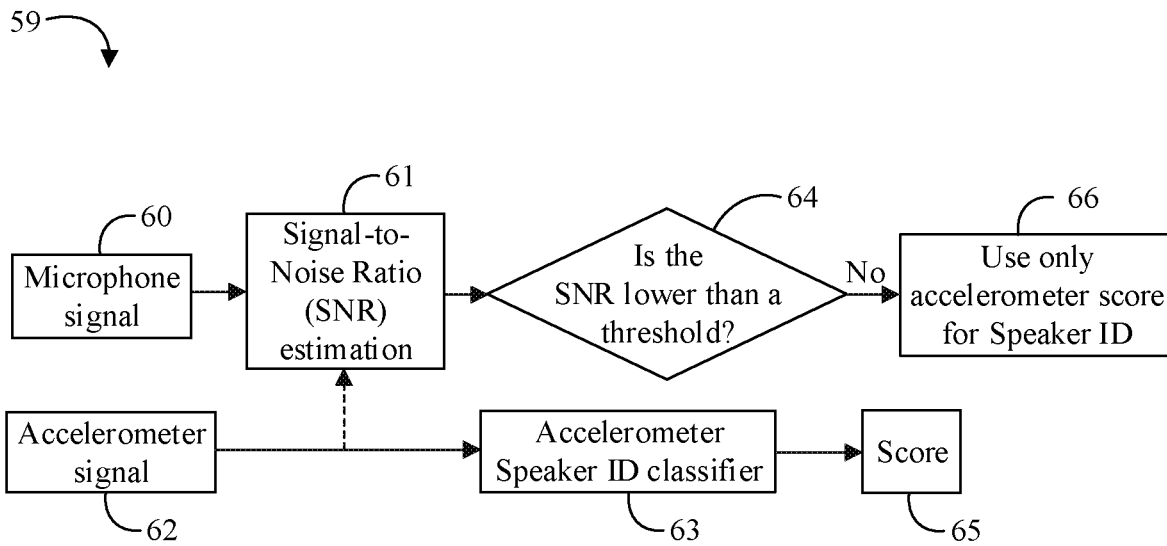 59
60
Microphone
signal
61
Signal-to-
Noise Ratio
(SNR)
estimation
64
Is the
SNR lower than a
threshold?
No
66
Use only
accelerometer score
for Speaker ID
Accelerometer
signal
62
Accelerometer
Speaker ID classifier
63
Score
65